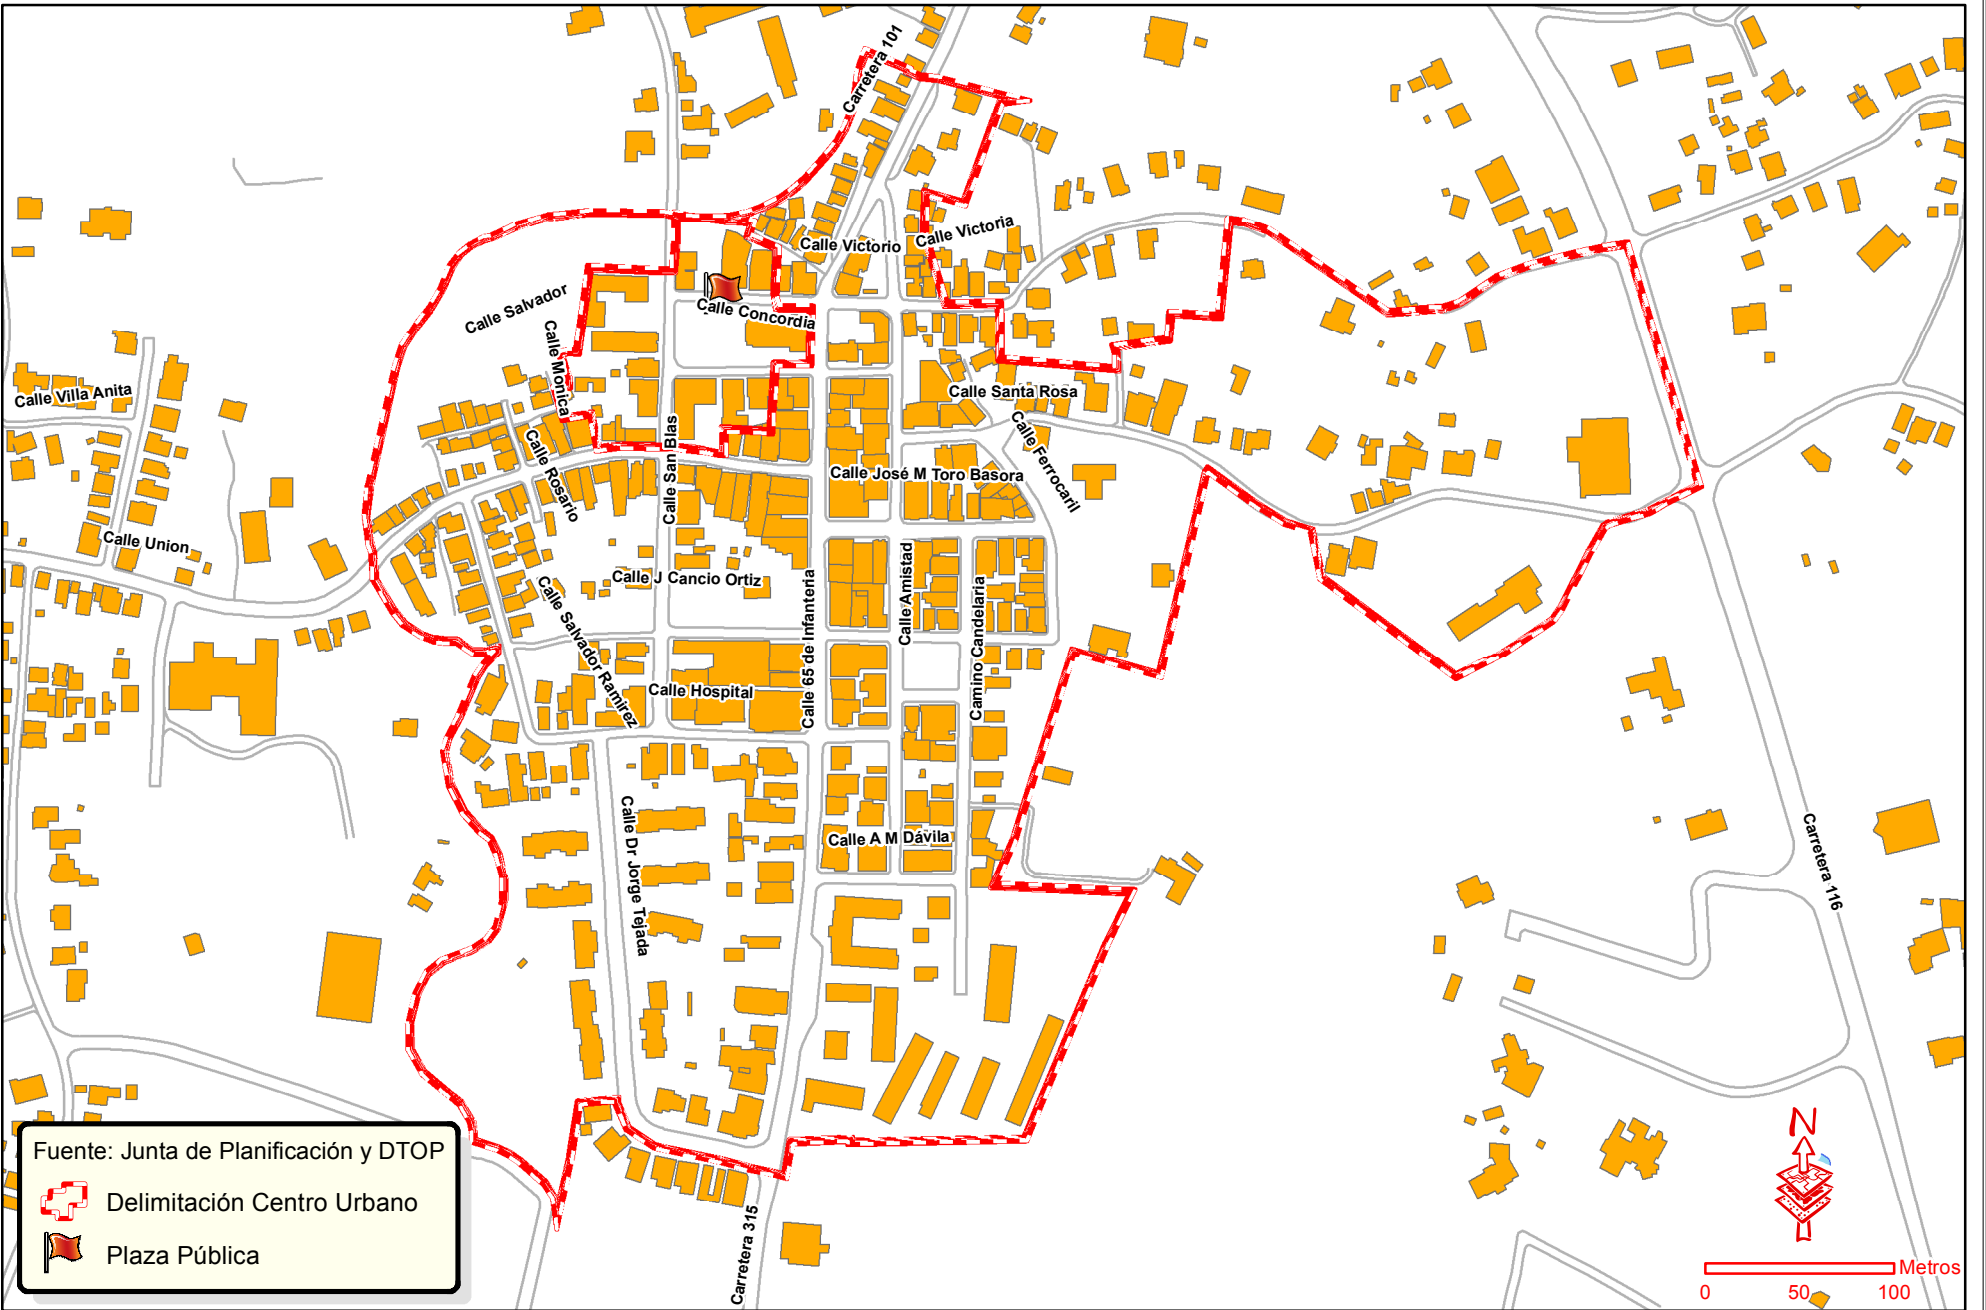 Carretera 101
Calle Victorio
Calle Victoria
Calle Salvador
Calle Concordia
Calle Monica
Calle Villa Anita
Calle Santa Rosa
Calle Ferrocaril
Calle Rosario
Calle San Blas
Calle José M Toro Basora
Calle Union
Calle J Cancio Ortiz
Calle Amistad
Camino Candelaria
Calle 65 de Infantería
Calle Salvador Ramirez
Calle Hospital
Calle A M Dávila
Calle Dr Jorge Tejada
Carretera 116
Carretera 315
Fuente: Junta de Planificación y DTOP
Delimitación Centro Urbano
Plaza Pública
N
Metros
0 50 100